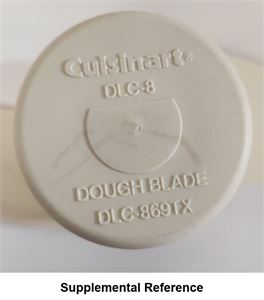 Cuisinart®
DLC-8
DOUGH BLADE
DLC-869TX
Supplemental Reference